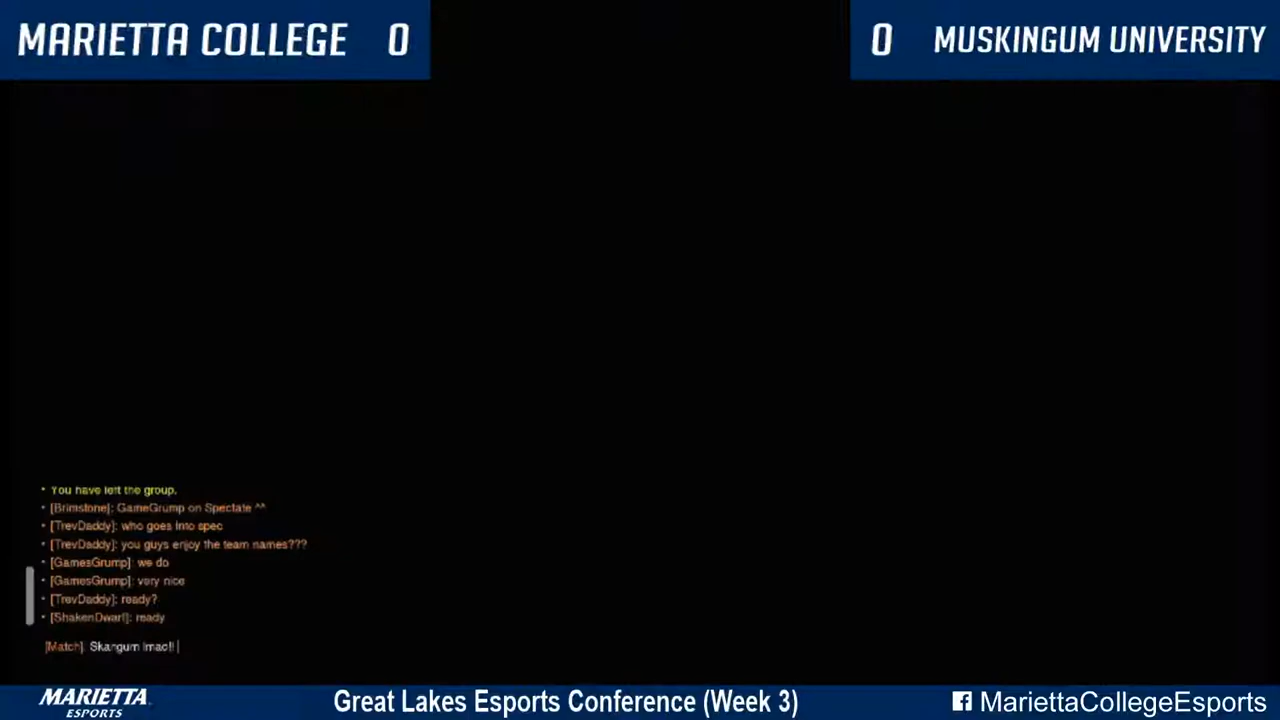 MARIETTA COLLEGE 0
0 MUSKINGUM UNIVERSITY
• You have left the group.
• [Brimstone]: GameGrump on Spectate ^^
• [TrevDaddy]: who goes into spec
• [TrevDaddy]: you guys enjoy the team names???
• [GamesGrump]: we do
• [GamesGrump]: very nice
• [TrevDaddy]: ready?
• [ShakenDwarf]: ready
[Match]: Skangum lmao!!
MARIETTA
ESPORTS
Great Lakes Esports Conference (Week 3)
MariettaCollegeEsports